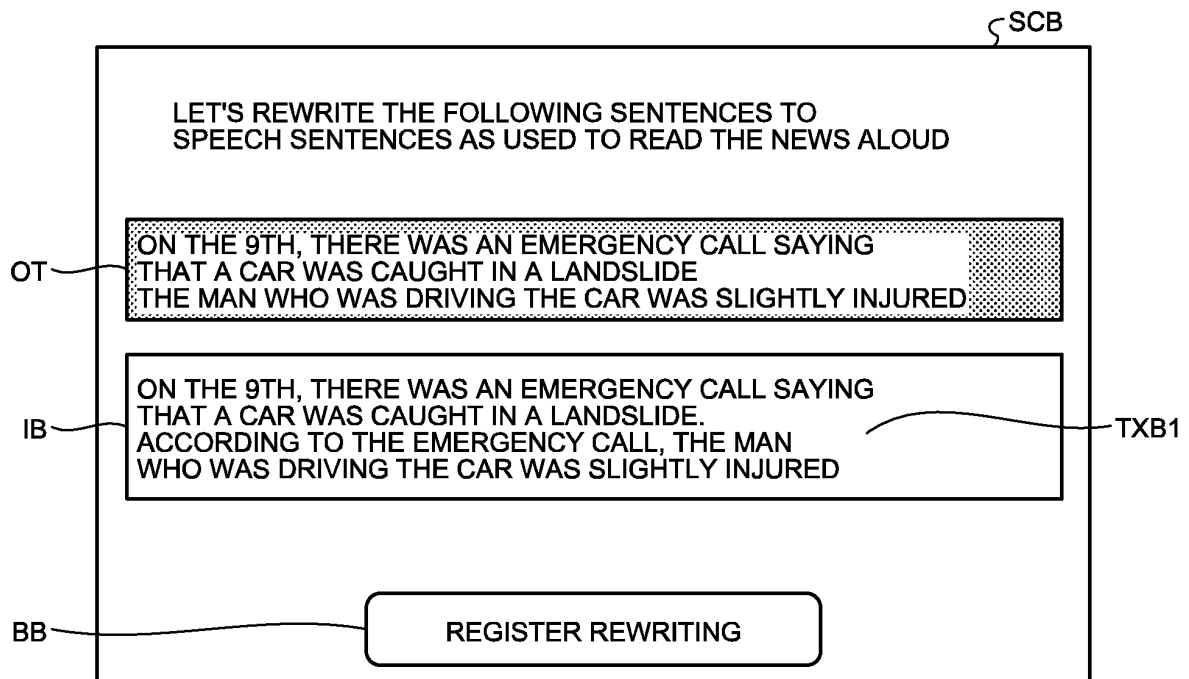 SCB
LET'S REWRITE THE FOLLOWING SENTENCES TO
SPEECH SENTENCES AS USED TO READ THE NEWS ALOUD
OT
ON THE 9TH, THERE WAS AN EMERGENCY CALL SAYING
THAT A CAR WAS CAUGHT IN A LANDSLIDE
THE MAN WHO WAS DRIVING THE CAR WAS SLIGHTLY INJURED
IB
ON THE 9TH, THERE WAS AN EMERGENCY CALL SAYING
THAT A CAR WAS CAUGHT IN A LANDSLIDE.
ACCORDING TO THE EMERGENCY CALL, THE MAN
WHO WAS DRIVING THE CAR WAS SLIGHTLY INJURED
TXB1
BB
REGISTER REWRITING